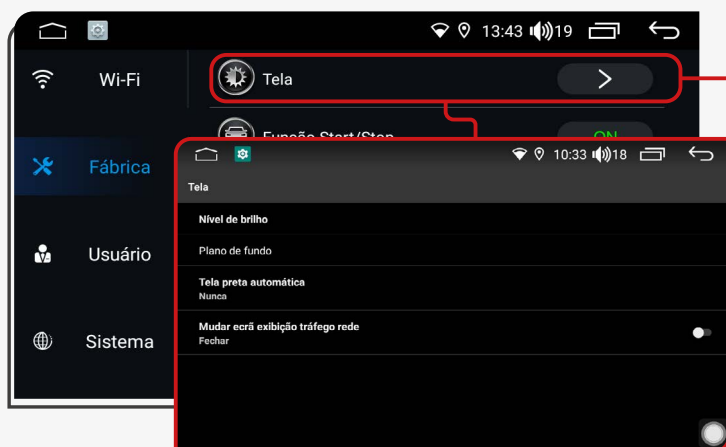 13:43 19
Wi-Fi
Tela
Função Start/Stop
ON
Fábrica
Usuário
Sistema
10:33 18
Tela
Nível de brilho
Plano de fundo
Tela preta automática
Nunca
Mudar ecrã exibição tráfego rede
Fechar